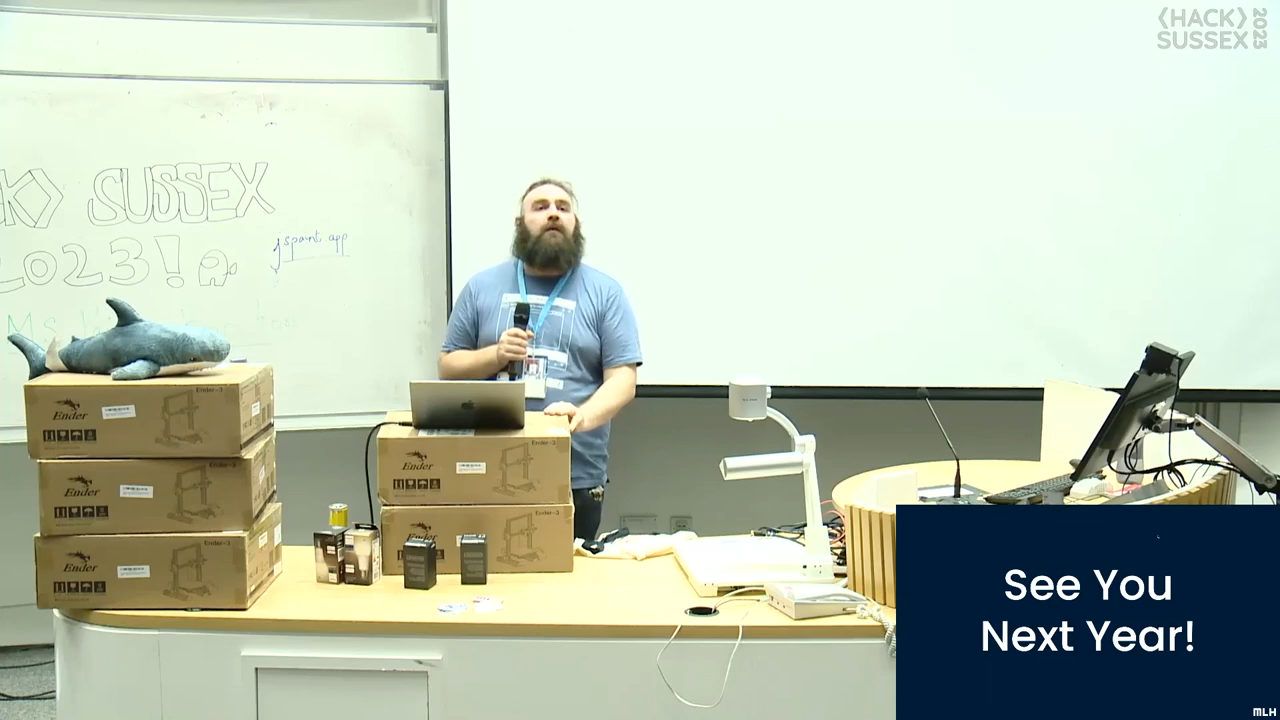 ⟨HACK⟩
SUSSEX
2023
K⟩ SUSSEX
2023!
jspaint.app
Ender
Ender-3
Ender
Ender-3
Ender
Ender-3
Ender
Ender-3
Ender
Ender-3
See You
Next Year!
MLH